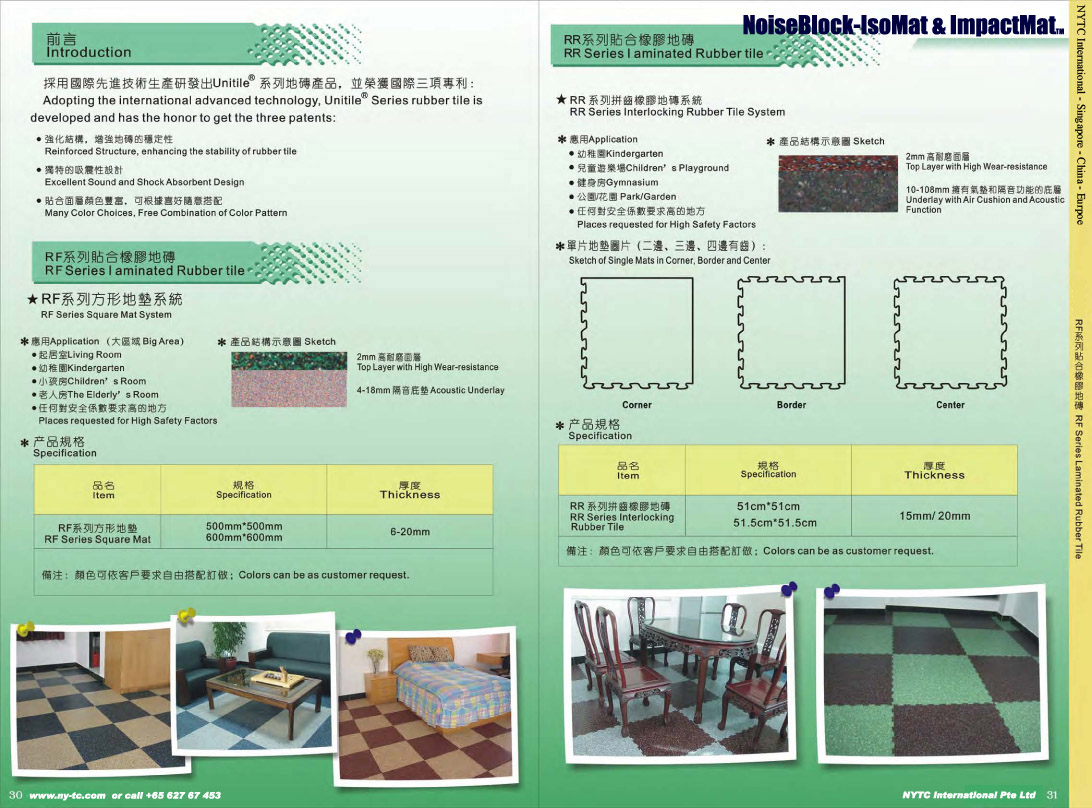 前言
Introduction
採用國際先進技術生產研發出Unitile® 系列地磚產品，並榮獲國際三項專利：
Adopting the international advanced technology, Unitile® Series rubber tile is
developed and has the honor to get the three patents:
● 強化結構，增強地磚的穩定性
Reinforced Structure, enhancing the stability of rubber tile
● 獨特的吸震性設計
Excellent Sound and Shock Absorbent Design
● 貼合面層顏色豐富，可根據喜好隨意搭配
Many Color Choices, Free Combination of Color Pattern
RF系列貼合橡膠地磚
RF Series l aminated Rubber tile
★ RF系列方形地墊系統
RF Series Square Mat System
✱ 應用Application （大區域 Big Area）
● 起居室Living Room
● 幼稚園Kindergarten
● 小孩房Children’s Room
● 老人房The Elderly’s Room
● 任何對安全係數要求高的地方
Places requested for High Safety Factors
✱ 產品結構示意圖 Sketch
2mm 高耐磨面層
Top Layer with High Wear-resistance
4-18mm 隔音底墊 Acoustic Underlay
✱ 产品規格
Specification
品名 規格 厚度
Item Specification Thickness
RF系列方形地墊
RF Series Square Mat
500mm*500mm
600mm*600mm
6-20mm
備注：顏色可依客戶要求自由搭配訂做；Colors can be as customer request.
30 www.ny-tc.com or call +65 627 67 453
NoiseBlock-IsoMat & ImpactMat™
RR系列貼合橡膠地磚
RR Series l aminated Rubber tile
★ RR 系列拼齒橡膠地磚系統
RR Series Interlocking Rubber Tile System
✱ 應用Application
● 幼稚園Kindergarten
● 兒童遊樂場Children’s Playground
● 健身房Gymnasium
● 公園/花園 Park/Garden
● 任何對安全係數要求高的地方
Places requested for High Safety Factors
✱ 產品結構示意圖 Sketch
2mm 高耐磨面層
Top Layer with High Wear-resistance
10-108mm 擁有氣墊和隔音功能的底層
Underlay with Air Cushion and Acoustic
Function
✱ 單片地墊圖片（二邊、三邊、四邊有齒）：
Sketch of Single Mats in Corner, Border and Center
Corner Border Center
✱ 产品規格
Specification
品名 規格 厚度
Item Specification Thickness
RR 系列拼齒橡膠地磚
RR Series Interlocking
Rubber Tile
51cm*51cm
51.5cm*51.5cm
15mm/ 20mm
備注：顏色可依客戶要求自由搭配訂做；Colors can be as customer request.
NYTC International Pte Ltd 31
NYTC International - Singapore - China - Eurpoe
RF系列貼合橡膠地磚 RF Series Laminated Rubber Tile